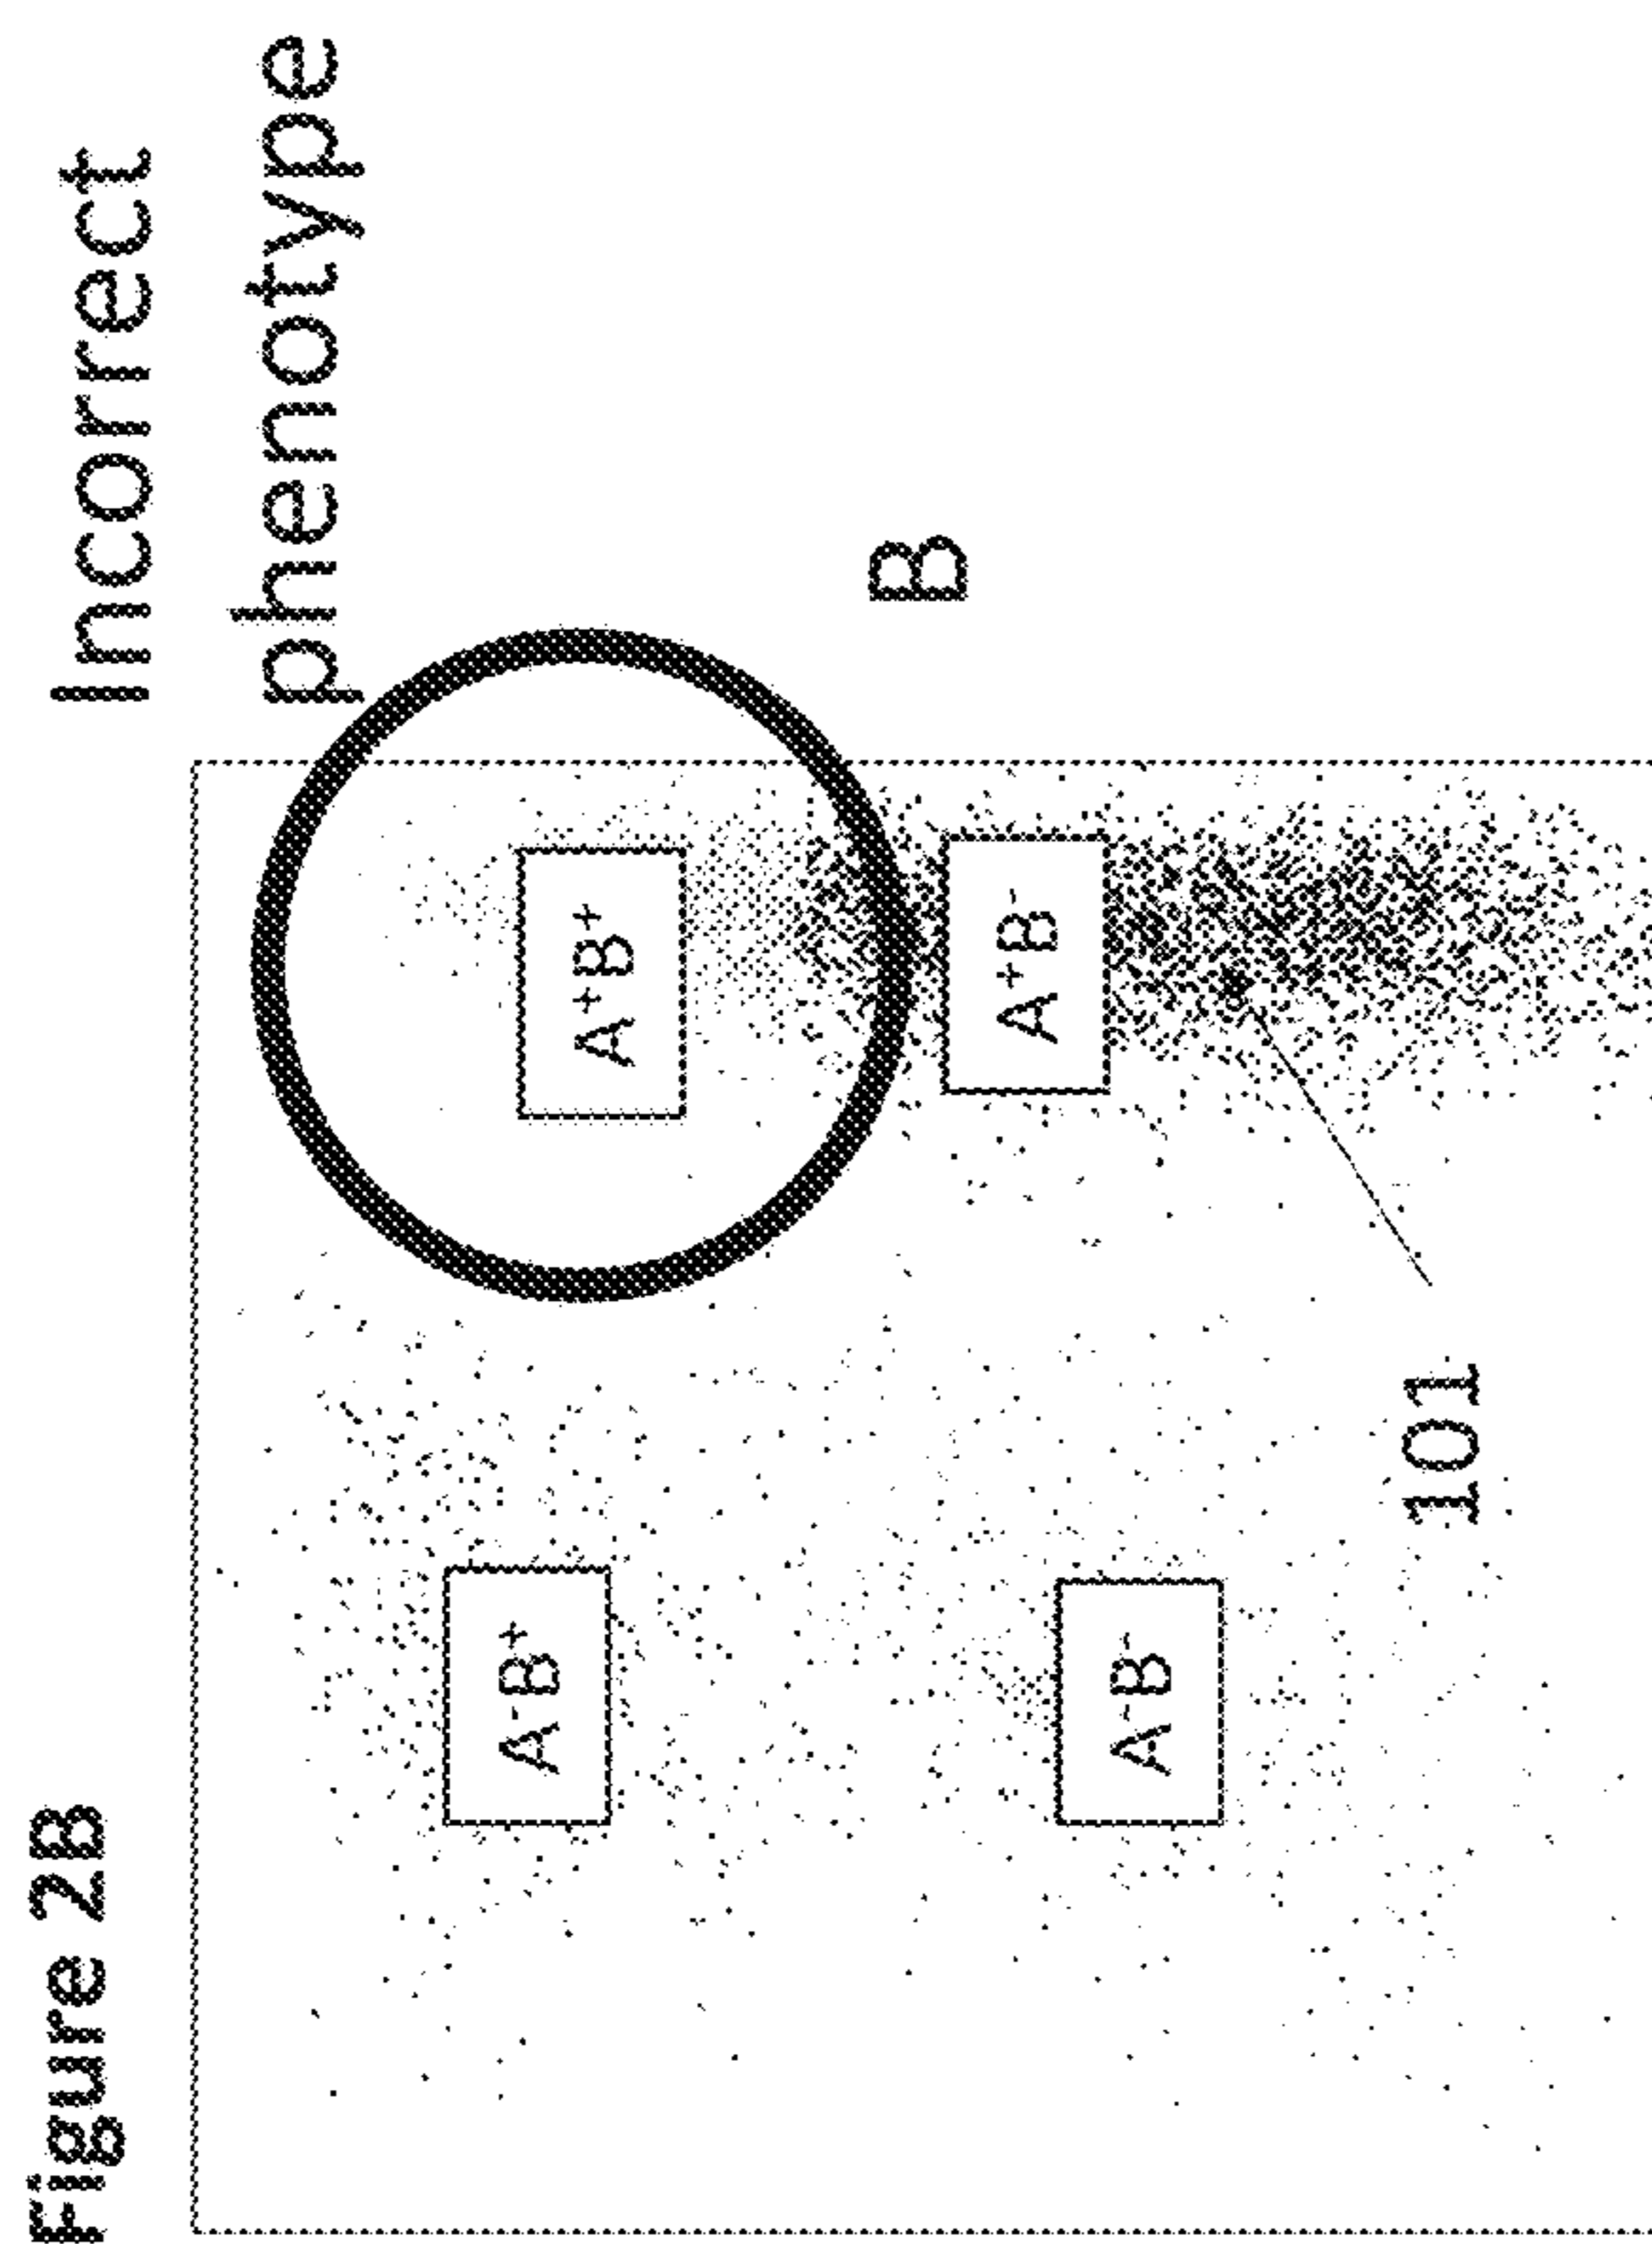 Figure 2B
Incorrect
phenotype
A⁻B⁺
A⁺B⁺
B
A⁺B⁻
A⁻B⁻
101